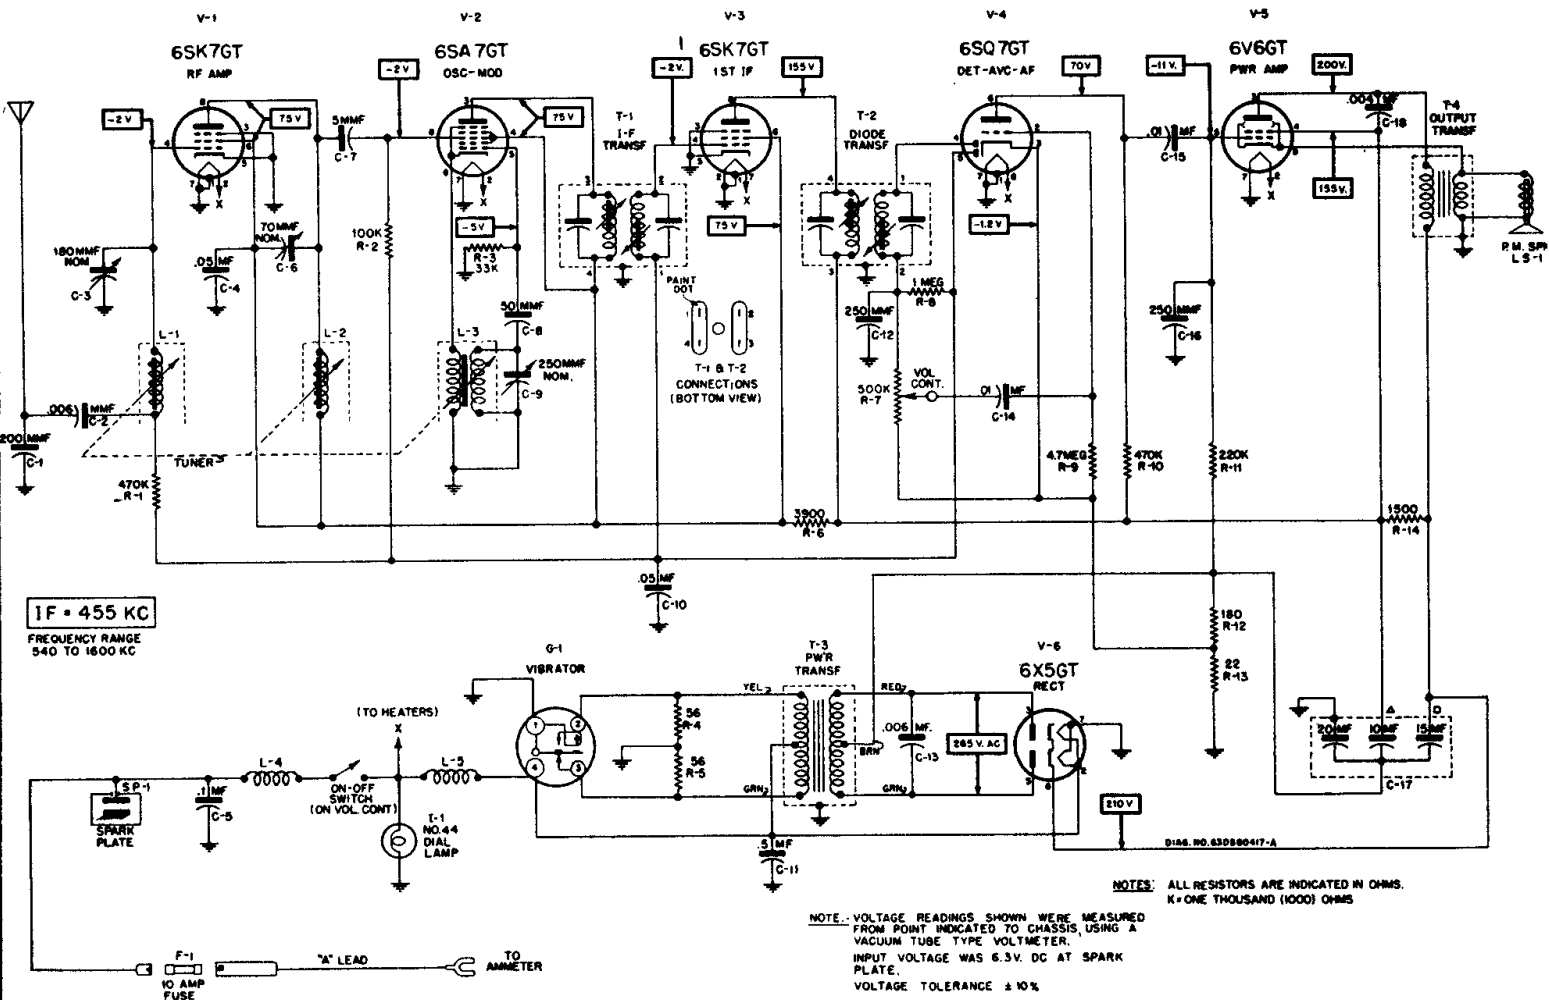 V-1
V-2
V-3
V-4
V-5
6SK7GT
RF AMP
6SA7GT
OSC-MOD
6SK7GT
1ST IF
6SQ7GT
DET-AVC-AF
6V6GT
PWR AMP
-2V
75V
-2V
75V
-2V.
155V
70V
-11V.
200V.
155V.
5MMF
C-7
T-1
I-F
TRANSF
T-2
DIODE
TRANSF
.01 MF
C-15
.004 MF
C-18
T-4
OUTPUT
TRANSF
P.M. SPK
LS-1
180MMF
NOM
C-3
.05 MF
C-4
70MMF
NOM.
C-6
100K
R-2
-5V
R-3
33K
75V
-1.2V
PAINT
DOT
T-1 & T-2
CONNECTIONS
(BOTTOM VIEW)
50MMF
C-8
250MMF
NOM.
C-9
250MMF
C-12
1 MEG
R-8
250MMF
C-16
L-1
L-2
L-3
500K
R-7
VOL
CONT.
.01 MF
C-14
.006 MMF
C-2
200MMF
C-1
TUNER
470K
R-1
4.7MEG
R-9
470K
R-10
220K
R-11
3900
R-6
1500
R-14
.05 MF
C-10
IF = 455 KC
FREQUENCY RANGE
540 TO 1600 KC
180
R-12
22
R-13
G-1
VIBRATOR
T-3
PWR
TRANSF
V-6
6X5GT
RECT
(TO HEATERS)
X
YEL
RED
56
R-4
56
R-5
BRN
GRN
GRN
.006 MF.
C-13
265 V. AC
20MF
10MF
15MF
C-17
SP-1
SPARK
PLATE
.1 MF
C-5
L-4
ON-OFF
SWITCH
(ON VOL. CONT)
L-5
I-1
NO.44
DIAL
LAMP
.5 MF
C-11
210 V
DIAG. NO. 63D880417-A
NOTES: ALL RESISTORS ARE INDICATED IN OHMS.
K=ONE THOUSAND (1000) OHMS
NOTE:- VOLTAGE READINGS SHOWN WERE MEASURED
FROM POINT INDICATED TO CHASSIS, USING A
VACUUM TUBE TYPE VOLTMETER.
INPUT VOLTAGE WAS 6.3V. DC AT SPARK
PLATE.
VOLTAGE TOLERANCE ±10%
F-1
10 AMP
FUSE
"A" LEAD
TO
AMMETER